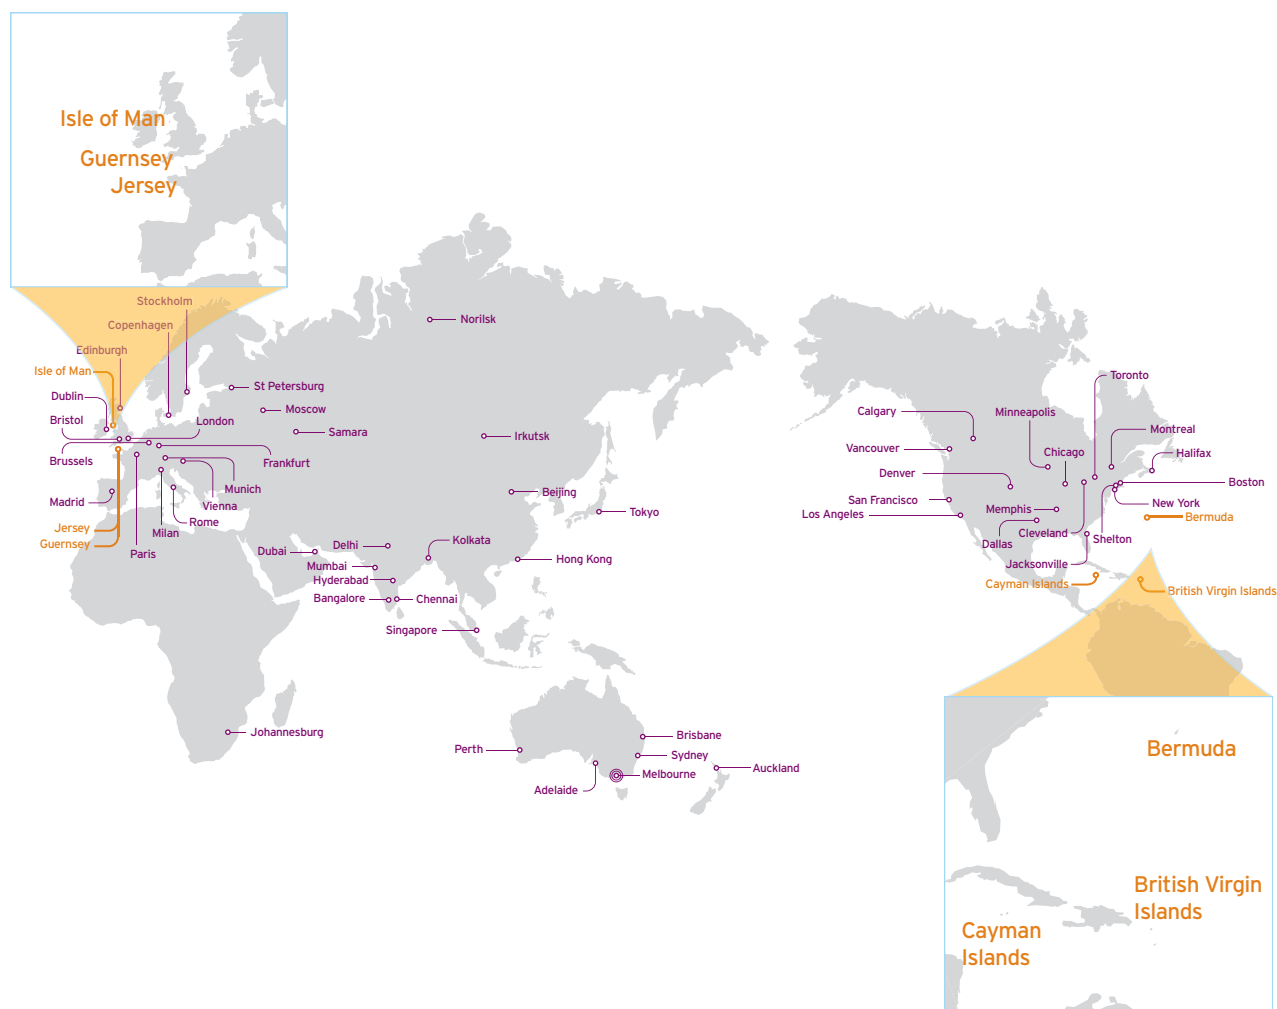 Isle of Man
Guernsey
Jersey
Stockholm
Copenhagen
Edinburgh
Isle of Man
Dublin
Bristol
London
Brussels
Frankfurt
Madrid
Munich
Vienna
Rome
Jersey
Milan
Guernsey
Paris
Norilsk
St Petersburg
Moscow
Samara
Irkutsk
Beijing
Tokyo
Dubai
Delhi
Kolkata
Mumbai
Hong Kong
Hyderabad
Bangalore
Chennai
Singapore
Johannesburg
Perth
Brisbane
Sydney
Melbourne
Adelaide
Auckland
Toronto
Calgary
Minneapolis
Montreal
Vancouver
Chicago
Halifax
Denver
Boston
San Francisco
New York
Los Angeles
Memphis
Bermuda
Cleveland
Dallas
Shelton
Jacksonville
Cayman Islands
British Virgin Islands
Bermuda
British Virgin
Islands
Cayman
Islands